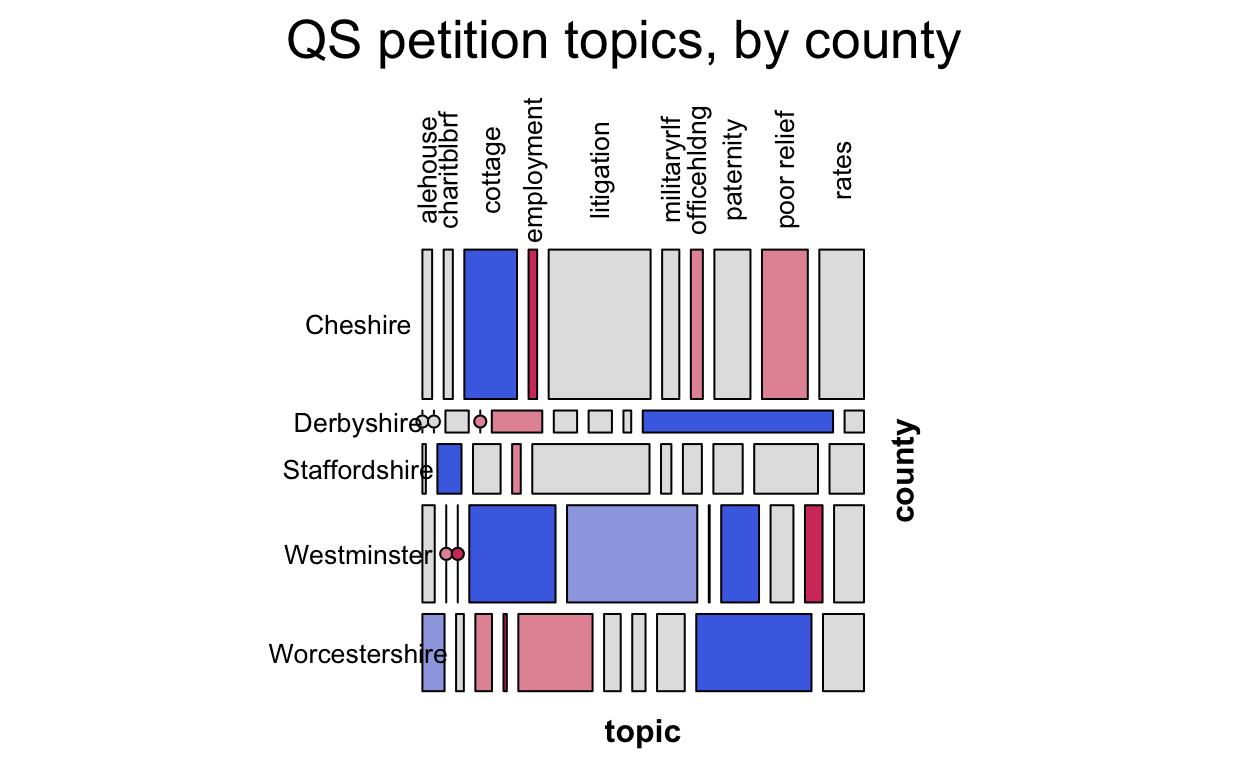 QS petition topics, by county
alehouse
charitblbrf
cottage
employment
litigation
militaryrlf
officehldng
paternity
poor relief
rates
Cheshire
Derbyshire
Staffordshire
Westminster
Worcestershire
county
topic